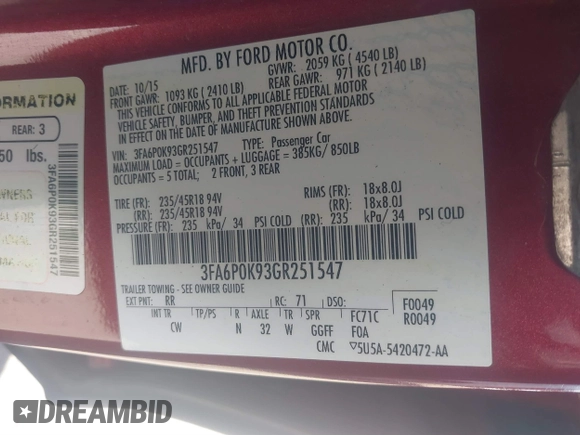 MFD. BY FORD MOTOR CO.
DATE: 10/15 GVWR: 2059 KG ( 4540 LB)
FRONT GAWR: 1093 KG ( 2410 LB) REAR GAWR: 971 KG ( 2140 LB)
THIS VEHICLE CONFORMS TO ALL APPLICABLE FEDERAL MOTOR
VEHICLE SAFETY, BUMPER, AND THEFT PREVENTION STANDARDS
IN EFFECT ON THE DATE OF MANUFACTURE SHOWN ABOVE.
VIN: 3FA6P0K93GR251547 TYPE: Passenger Car
MAXIMUM LOAD = OCCUPANTS + LUGGAGE = 385KG/ 850LB
OCCUPANTS = 5 TOTAL; 2 FRONT, 3 REAR
TIRE (FR): 235/45R18 94V RIMS (FR): 18x8.0J
(RR): 235/45R18 94V (RR): 18x8.0J
PRESSURE(FR) 235 kPa/ 34 PSI COLD (RR): 235 kPa/ 34 PSI COLD
3FA6P0K93GR251547
TRAILER TOWING - SEE OWNER GUIDE
EXT PNT: RR RC: 71 DSO: F0049
INT TR TP/PS R AXLE TR SPR FC71C R0049
CW N 32 W GGFF F0A
CMC ▽5U5A-5420472-AA
FORMATION
REAR: 3
50 lbs.
3FA6P0K93GR251547
OWNERS
DREAMBID